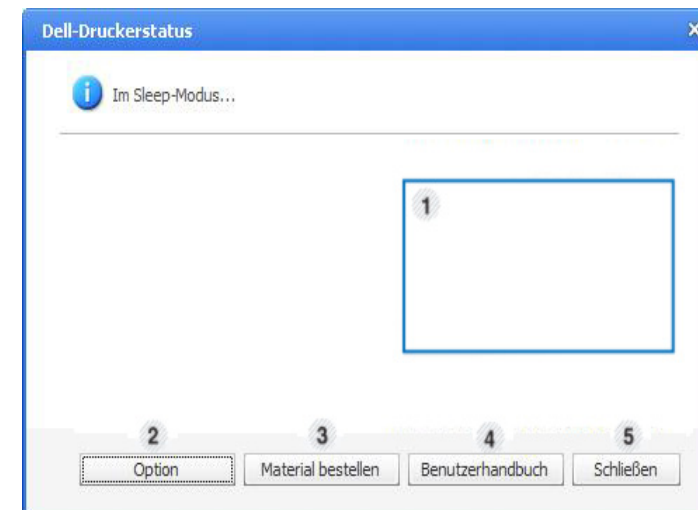 Dell-Druckerstatus
Im Sleep-Modus...
1
2 3 4 5
Option Material bestellen Benutzerhandbuch Schließen